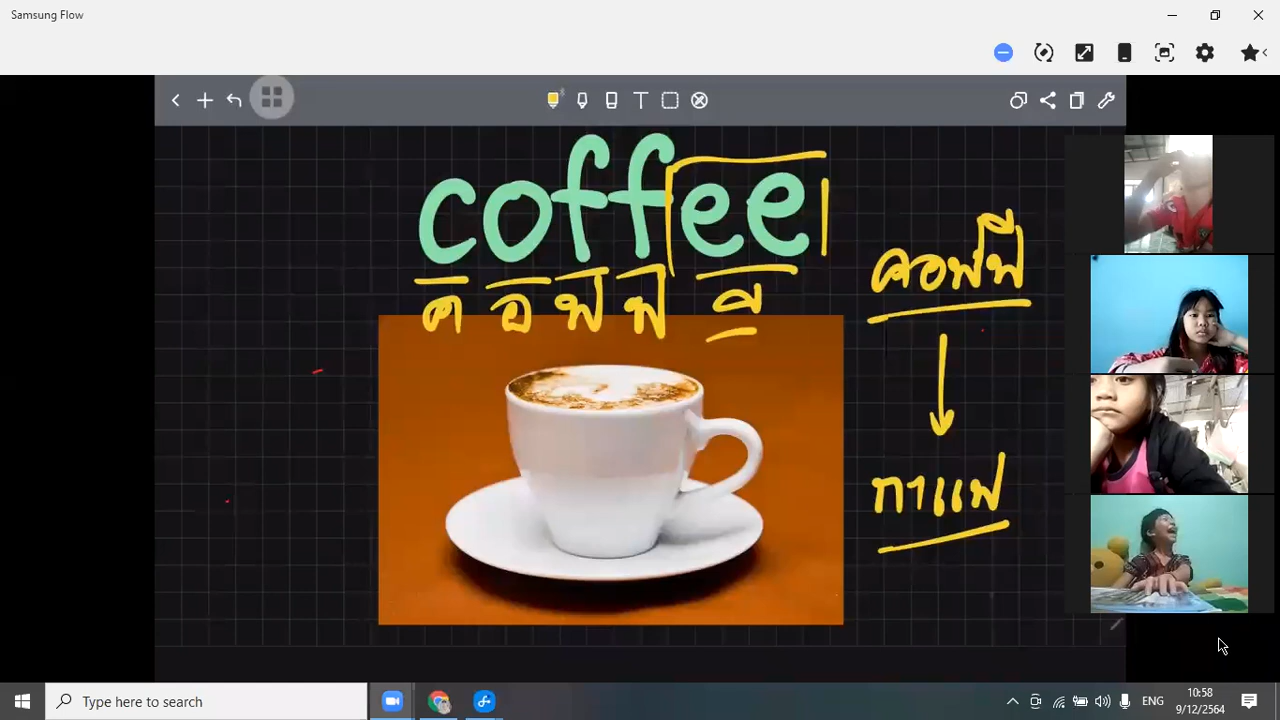 Samsung Flow
coffee
ค อ ฟ ฟ อี
คอฟฟี
กาแฟ
Type here to search
ENG
10:58
9/12/2564